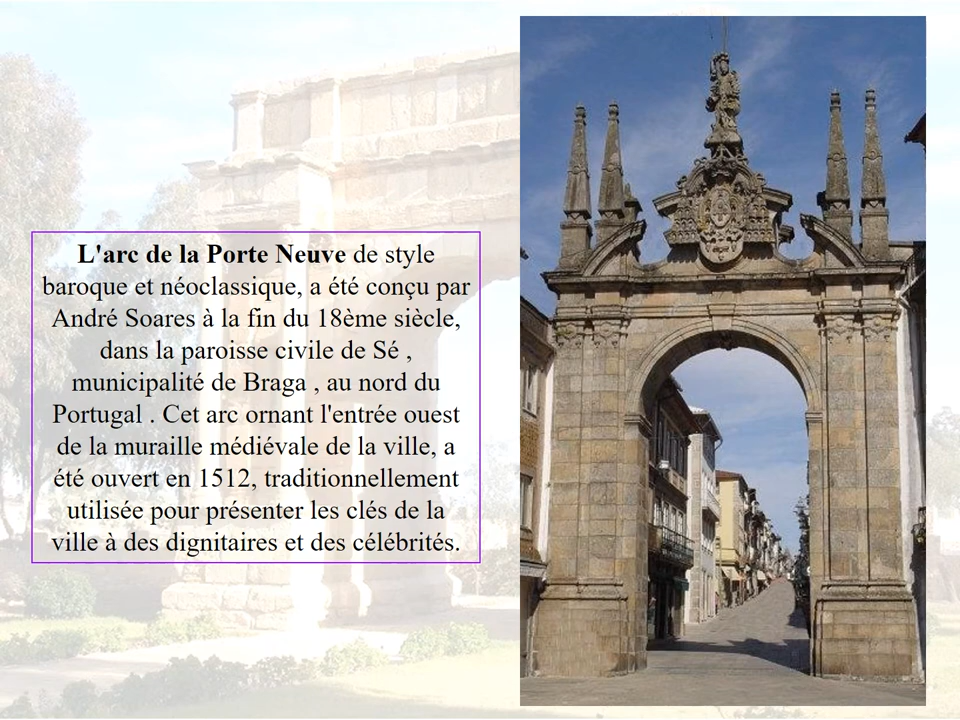 L'arc de la Porte Neuve de style
baroque et néoclassique, a été conçu par
André Soares à la fin du 18ème siècle,
dans la paroisse civile de Sé ,
municipalité de Braga , au nord du
Portugal . Cet arc ornant l'entrée ouest
de la muraille médiévale de la ville, a
été ouvert en 1512, traditionnellement
utilisée pour présenter les clés de la
ville à des dignitaires et des célébrités.